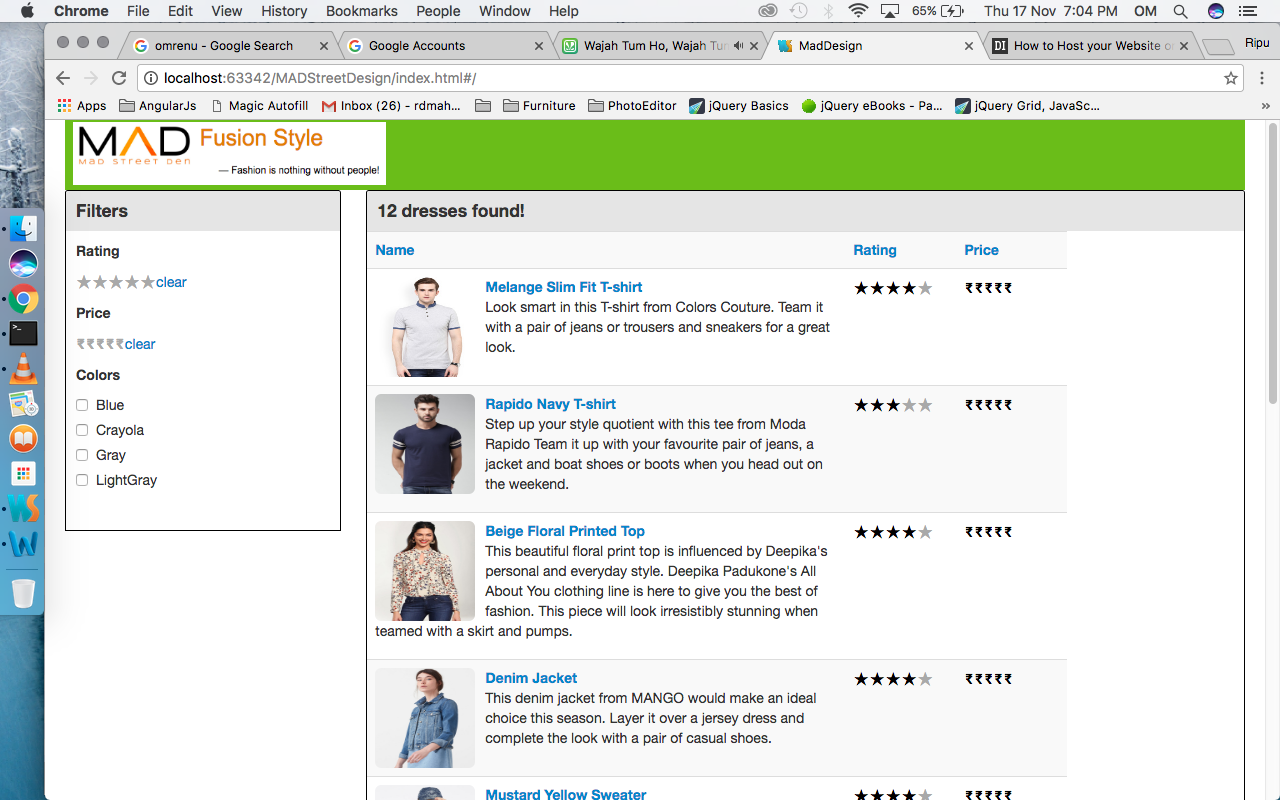 Chrome File Edit View History Bookmarks People Window Help 65% Thu 17 Nov 7:04 PM OM
omrenu - Google Search Google Accounts Wajah Tum Ho, Wajah Tum MadDesign How to Host your Website o Ripu
localhost:63342/MADStreetDesign/index.html#/
Apps AngularJs Magic Autofill Inbox (26) - rdmah... Furniture PhotoEditor jQuery Basics jQuery eBooks - Pa... jQuery Grid, JavaSc... »
MAD Fusion Style
MAD STREET DEN
— Fashion is nothing without people!
Filters
Rating
★★★★★clear
Price
₹₹₹₹₹clear
Colors
Blue
Crayola
Gray
LightGray
12 dresses found!
Name Rating Price
Melange Slim Fit T-shirt ★★★★★ ₹₹₹₹₹
Look smart in this T-shirt from Colors Couture. Team it
with a pair of jeans or trousers and sneakers for a great
look.
Rapido Navy T-shirt ★★★★★ ₹₹₹₹₹
Step up your style quotient with this tee from Moda
Rapido Team it up with your favourite pair of jeans, a
jacket and boat shoes or boots when you head out on
the weekend.
Beige Floral Printed Top ★★★★★ ₹₹₹₹₹
This beautiful floral print top is influenced by Deepika's
personal and everyday style. Deepika Padukone's All
About You clothing line is here to give you the best of
fashion. This piece will look irresistibly stunning when
teamed with a skirt and pumps.
Denim Jacket ★★★★★ ₹₹₹₹₹
This denim jacket from MANGO would make an ideal
choice this season. Layer it over a jersey dress and
complete the look with a pair of casual shoes.
Mustard Yellow Sweater ★★★★★ ₹₹₹₹₹